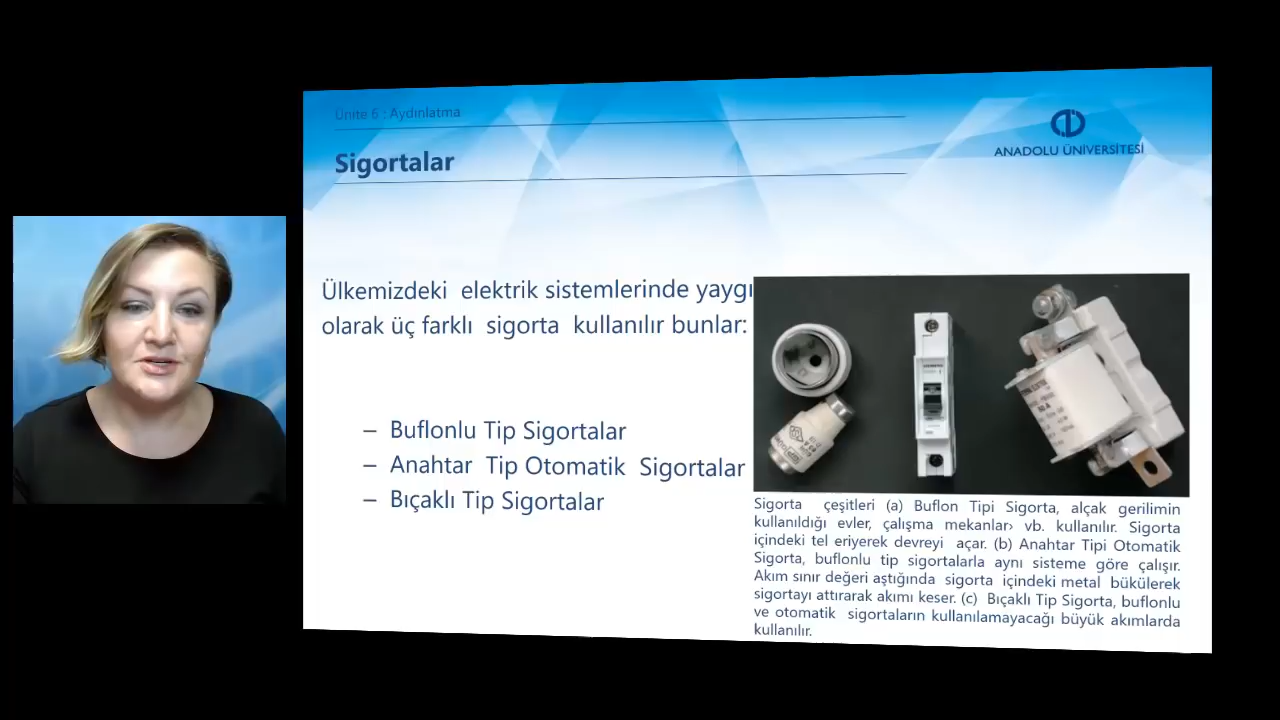 Ünite 6 : Aydınlatma
Sigortalar
ANADOLU ÜNİVERSİTESİ
Ülkemizdeki elektrik sistemlerinde yaygı
olarak üç farklı sigorta kullanılır bunlar:
– Buflonlu Tip Sigortalar
– Anahtar Tip Otomatik Sigortalar
– Bıçaklı Tip Sigortalar
Sigorta çeşitleri (a) Buflon Tipi Sigorta, alçak gerilimin
kullanıldığı evler, çalışma mekanlar› vb. kullanılır. Sigorta
içindeki tel eriyerek devreyi açar. (b) Anahtar Tipi Otomatik
Sigorta, buflonlu tip sigortalarla aynı sisteme göre çalışır.
Akım sınır değeri aştığında sigorta içindeki metal bükülerek
sigortayı attırarak akımı keser. (c) Bıçaklı Tip Sigorta, buflonlu
ve otomatik sigortaların kullanılamayacağı büyük akımlarda
kullanılır.